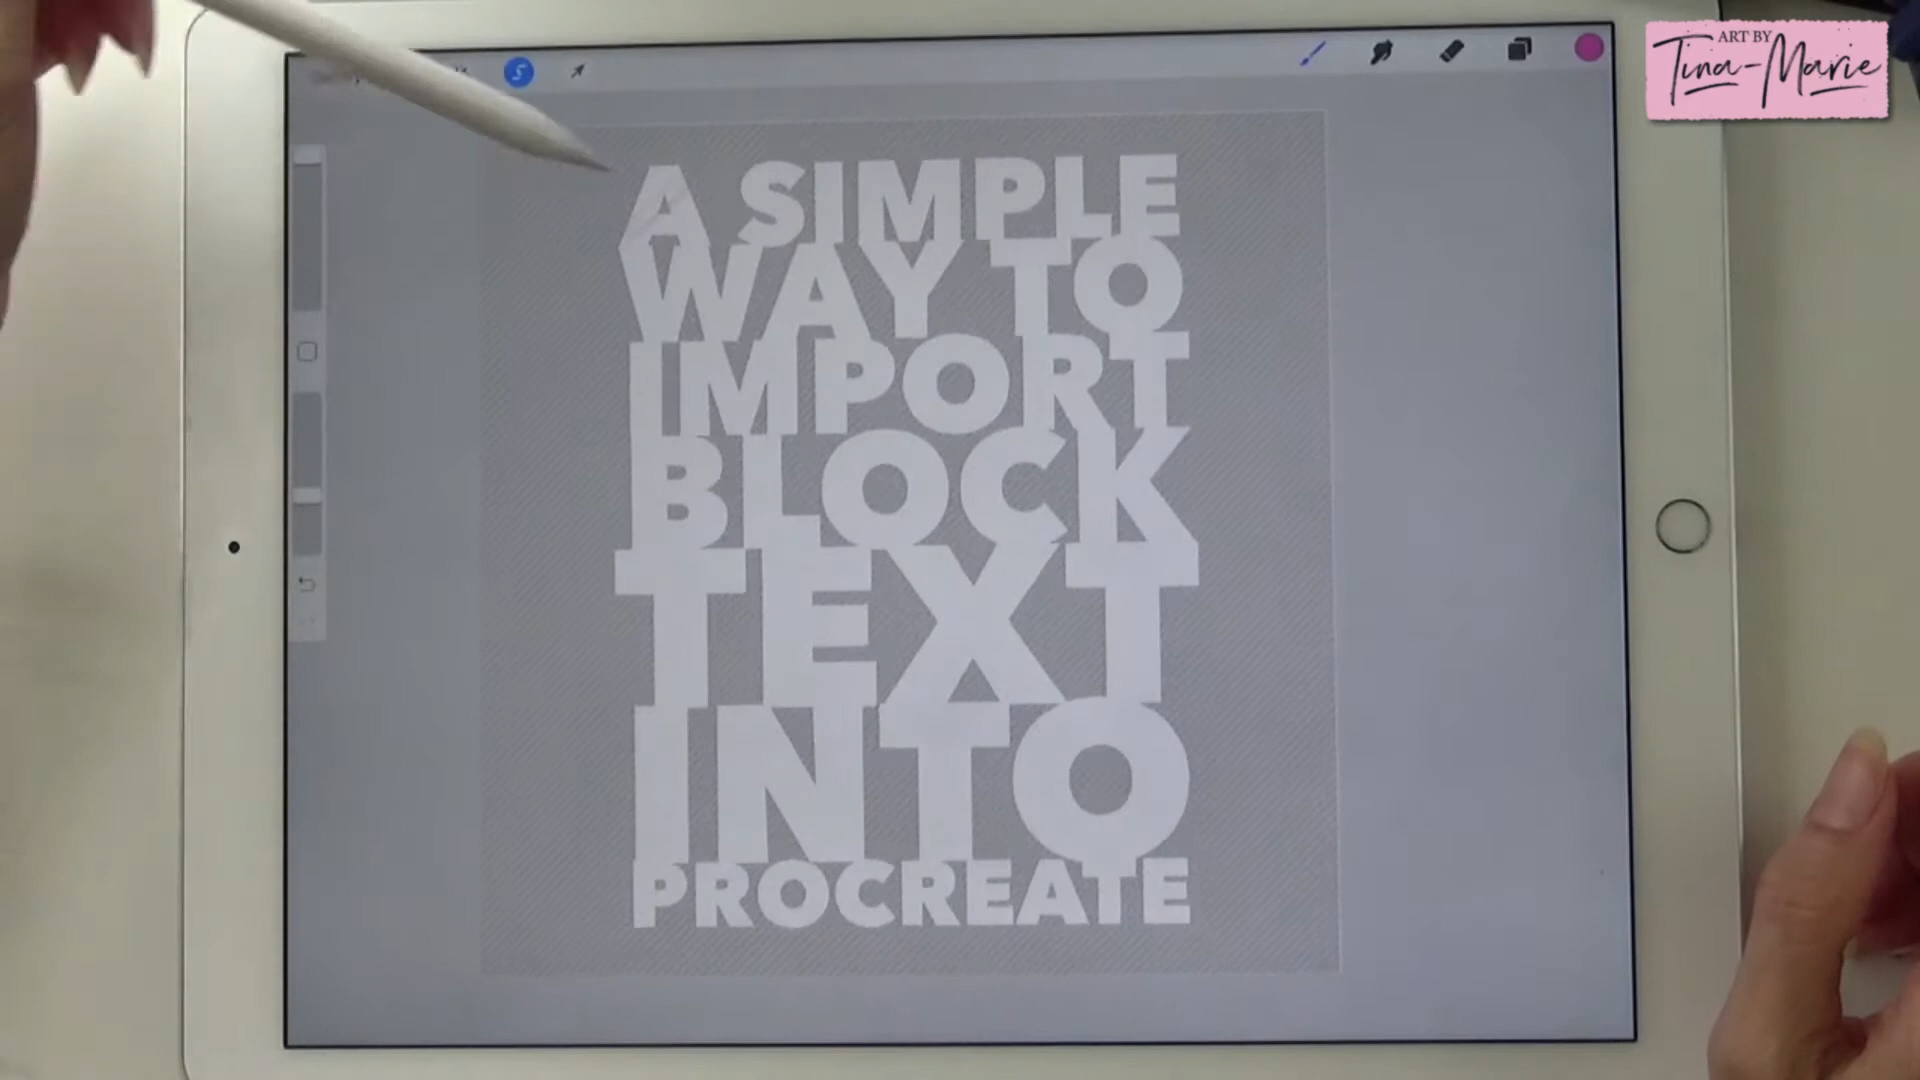 ART BY
Tina-Marie
A SIMPLE
WAY TO
IMPORT
BLOCK
TEXT
INTO
PROCREATE